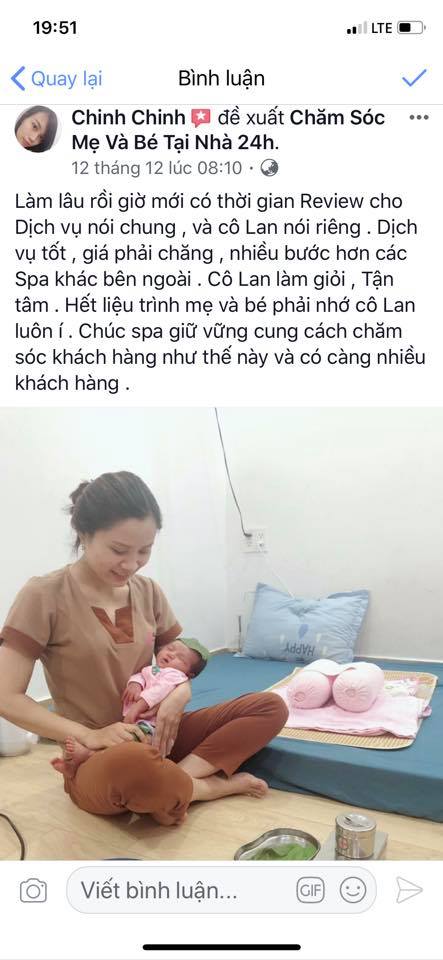 19:51
LTE
Quay lại
Bình luận
Chinh Chinh đề xuất Chăm Sóc
Mẹ Và Bé Tại Nhà 24h.
12 tháng 12 lúc 08:10 ·
Làm lâu rồi giờ mới có thời gian Review cho
Dịch vụ nói chung , và cô Lan nói riêng . Dịch
vụ tốt , giá phải chăng , nhiều bước hơn các
Spa khác bên ngoài . Cô Lan làm giỏi , Tận
tâm . Hết liệu trình mẹ và bé phải nhớ cô Lan
luôn í . Chúc spa giữ vững cung cách chăm
sóc khách hàng như thế này và có càng nhiều
khách hàng .
HAPPY
Viết bình luận...
GIF